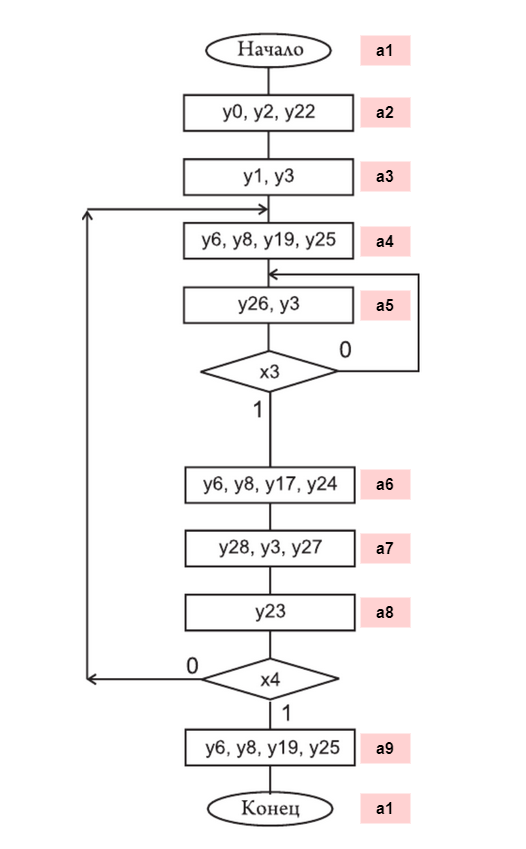 Начало a1
y0, y2, y22 a2
y1, y3 a3
y6, y8, y19, y25 a4
y26, y3 a5
0
x3
1
y6, y8, y17, y24 a6
y28, y3, y27 a7
y23 a8
0
x4
1
y6, y8, y19, y25 a9
Конец a1